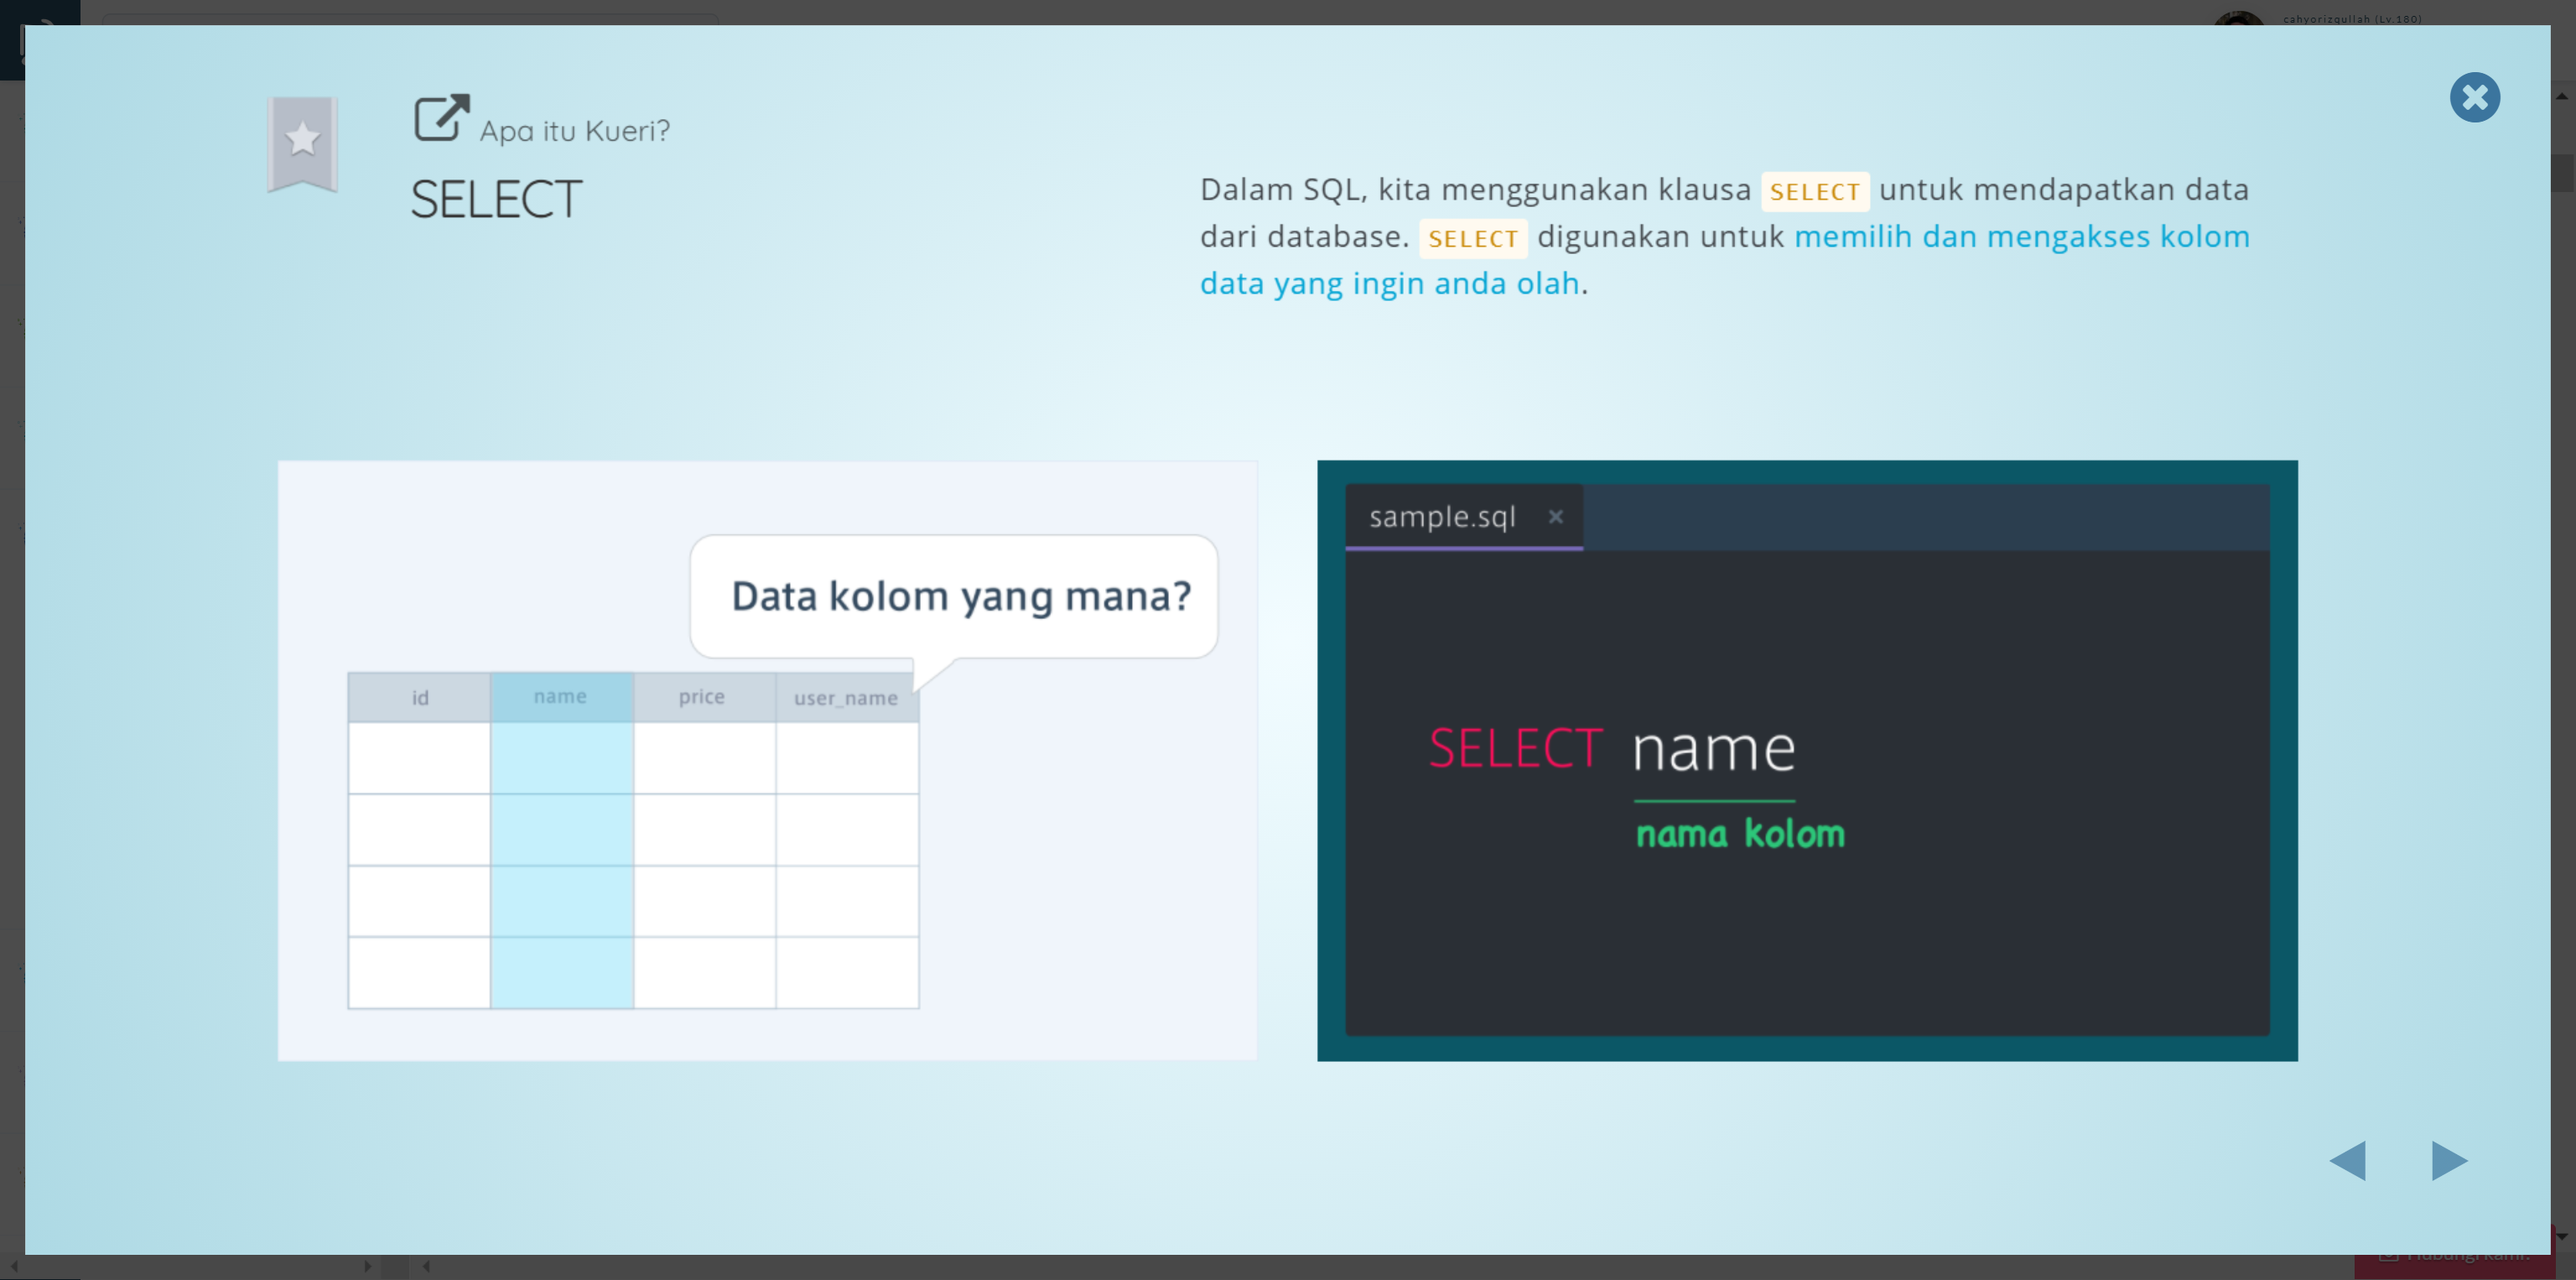 cahyorizqullah (Lv.180)
Apa itu Kueri?
SELECT
Dalam SQL, kita menggunakan klausa SELECT untuk mendapatkan data
dari database. SELECT digunakan untuk memilih dan mengakses kolom
data yang ingin anda olah.
Data kolom yang mana?
id name price user_name
sample.sql ×
SELECT name
nama kolom